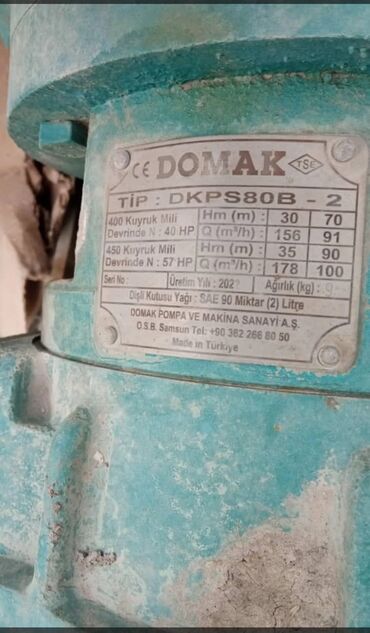 CE DOMAK TSE
TİP : DKPS80B - 2
400 Kuyruk Mili Hm (m) : 30 70
Devrinde N : 40 HP Q (m³/h) : 156 91
450 Kuyruk Mili Hm (m) : 35 90
Devrinde N : 57 HP Q (m³/h) : 178 100
Seri No : Üretim Yılı : Ağırlık (kg) :
Dişli Kutusu Yağı : SAE 90 Miktar (2) Litre
DOMAK POMPA VE MAKİNA SANAYİ A.Ş.
O.S.B. Samsun Tel: +90 362 266 80 50
Made in Türkiye